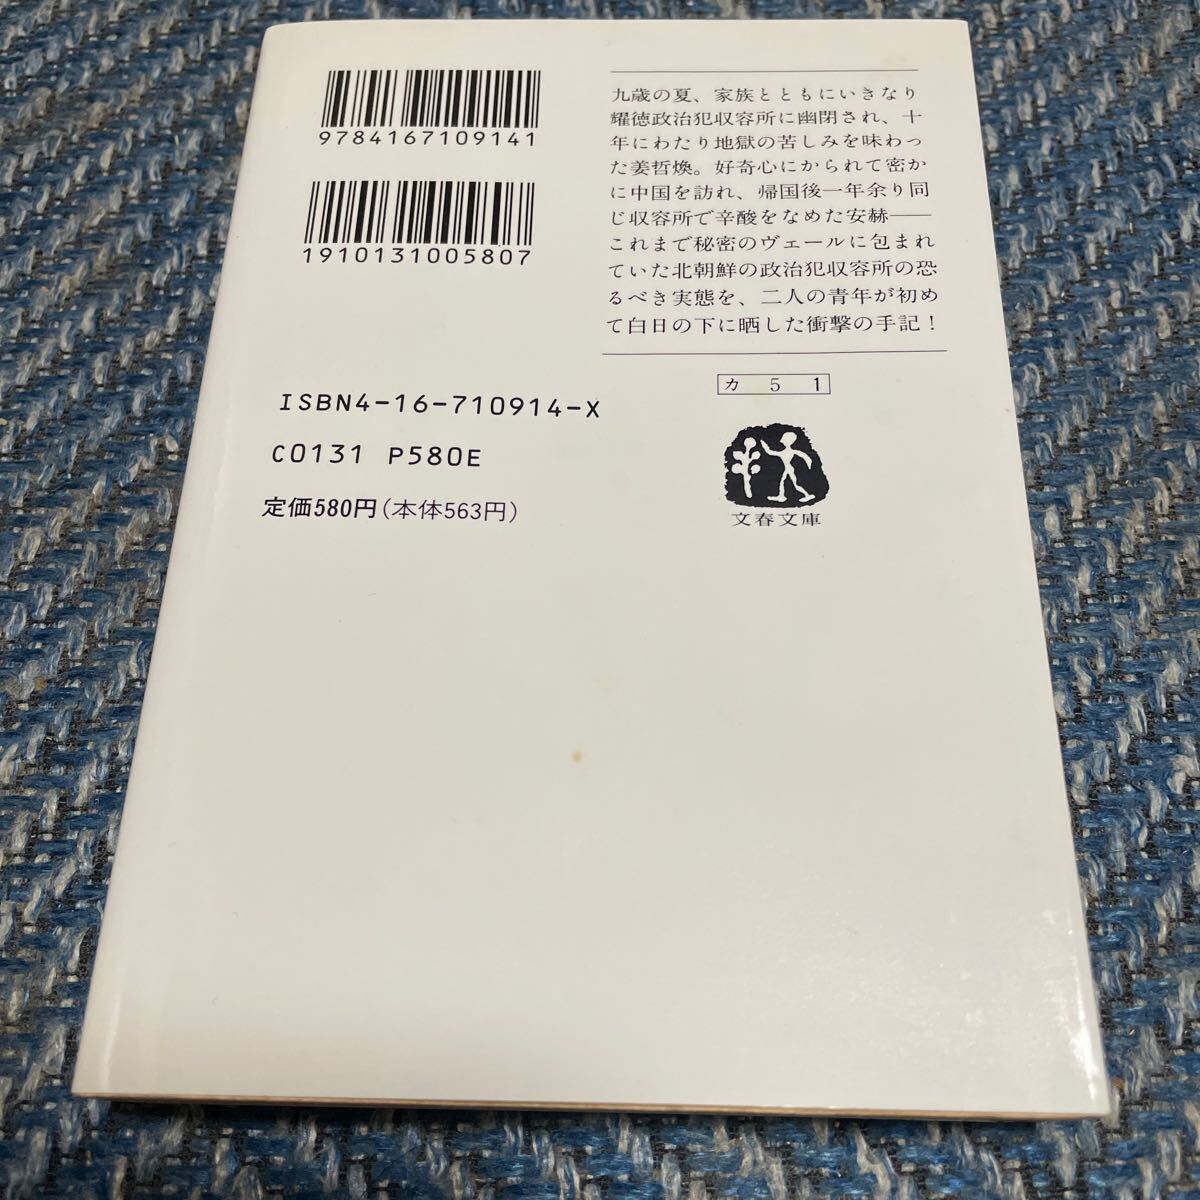 9784167109141
1910131005807
ISBN4-16-710914-X
C0131 P580E
定価580円(本体563円)
九歳の夏、家族とともにいきなり
耀徳政治犯収容所に幽閉され、十
年にわたり地獄の苦しみを味わっ
た姜哲煥。好奇心にかられて密か
に中国を訪れ、帰国後一年余り同
じ収容所で辛酸をなめた安赫――
これまで秘密のヴェールに包まれ
ていた北朝鮮の政治犯収容所の恐
るべき実態を、二人の青年が初め
て白日の下に晒した衝撃の手記！
カ 5 1
文春文庫